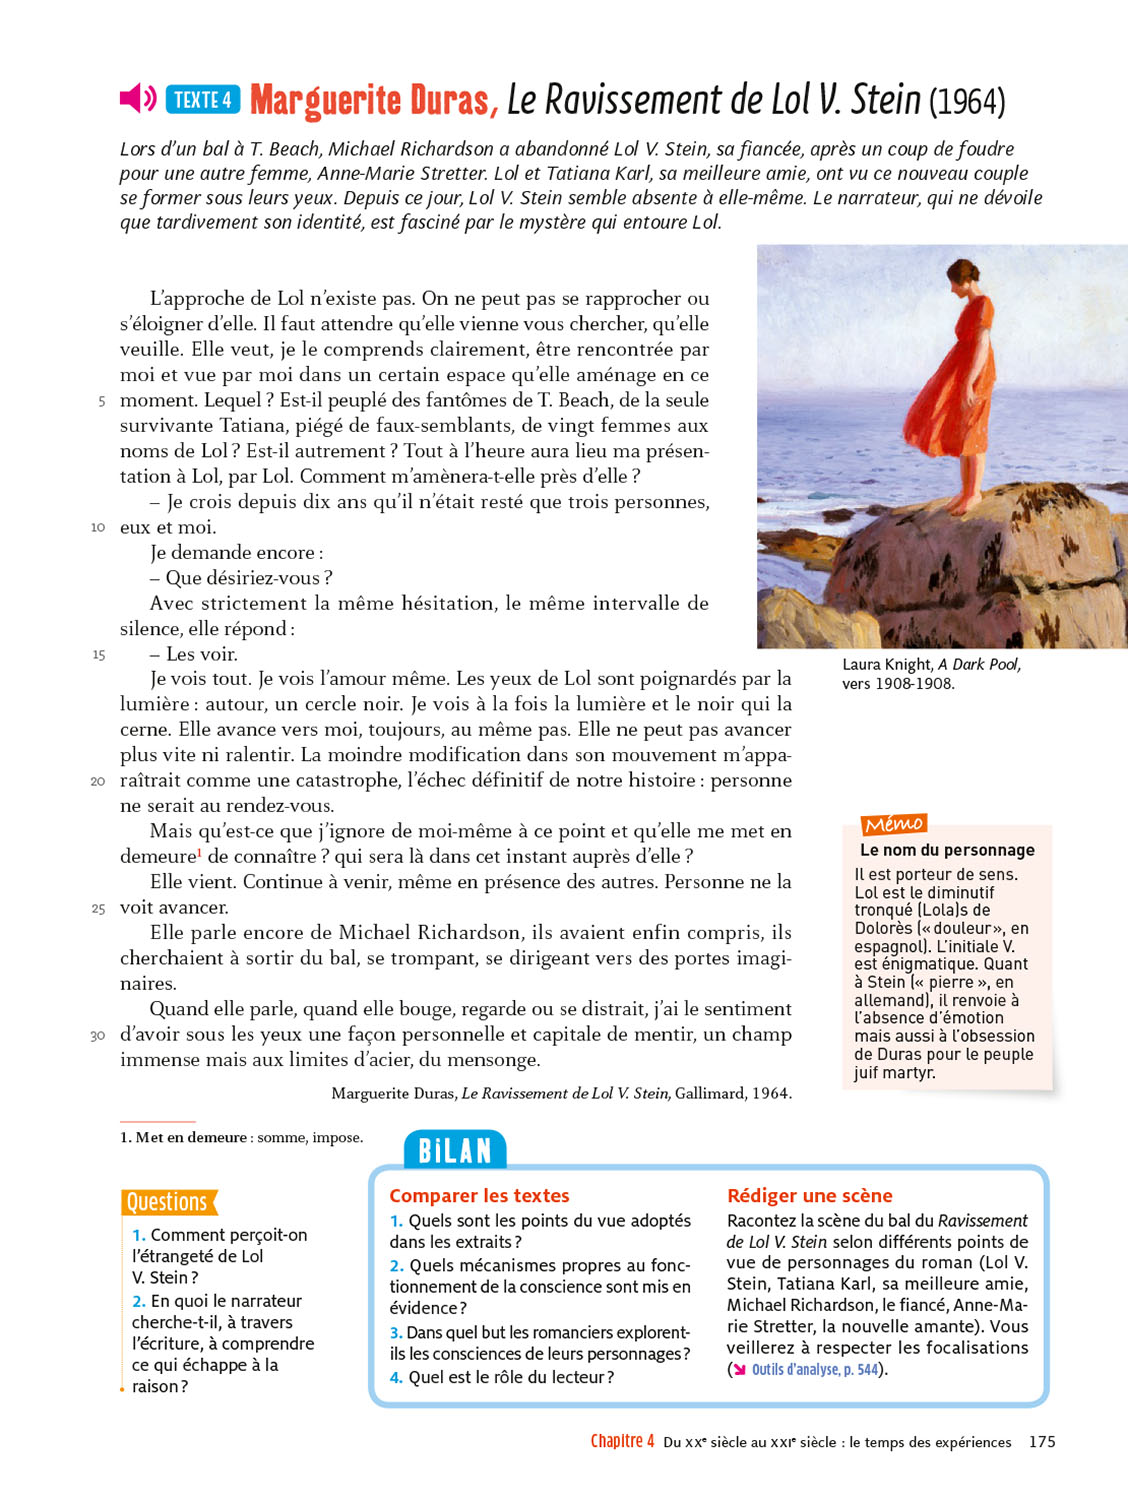 TEXTE 4 Marguerite Duras, Le Ravissement de Lol V. Stein (1964)
Lors d'un bal à T. Beach, Michael Richardson a abandonné Lol V. Stein, sa fiancée, après un coup de foudre
pour une autre femme, Anne-Marie Stretter. Lol et Tatiana Karl, sa meilleure amie, ont vu ce nouveau couple
se former sous leurs yeux. Depuis ce jour, Lol V. Stein semble absente à elle-même. Le narrateur, qui ne dévoile
que tardivement son identité, est fasciné par le mystère qui entoure Lol.
L'approche de Lol n'existe pas. On ne peut pas se rapprocher ou
s'éloigner d'elle. Il faut attendre qu'elle vienne vous chercher, qu'elle
veuille. Elle veut, je le comprends clairement, être rencontrée par
moi et vue par moi dans un certain espace qu'elle aménage en ce
5 moment. Lequel ? Est-il peuplé des fantômes de T. Beach, de la seule
survivante Tatiana, piégé de faux-semblants, de vingt femmes aux
noms de Lol ? Est-il autrement ? Tout à l'heure aura lieu ma présen-
tation à Lol, par Lol. Comment m'amènera-t-elle près d'elle ?
– Je crois depuis dix ans qu'il n'était resté que trois personnes,
10 eux et moi.
Je demande encore :
– Que désiriez-vous ?
Avec strictement la même hésitation, le même intervalle de
silence, elle répond :
15 – Les voir.
Je vois tout. Je vois l'amour même. Les yeux de Lol sont poignardés par la
lumière : autour, un cercle noir. Je vois à la fois la lumière et le noir qui la
cerne. Elle avance vers moi, toujours, au même pas. Elle ne peut pas avancer
plus vite ni ralentir. La moindre modification dans son mouvement m'appa-
20 raîtrait comme une catastrophe, l'échec définitif de notre histoire : personne
ne serait au rendez-vous.
Mais qu'est-ce que j'ignore de moi-même à ce point et qu'elle me met en
demeure¹ de connaître ? qui sera là dans cet instant auprès d'elle ?
Elle vient. Continue à venir, même en présence des autres. Personne ne la
25 voit avancer.
Elle parle encore de Michael Richardson, ils avaient enfin compris, ils
cherchaient à sortir du bal, se trompant, se dirigeant vers des portes imagi-
naires.
Quand elle parle, quand elle bouge, regarde ou se distrait, j'ai le sentiment
30 d'avoir sous les yeux une façon personnelle et capitale de mentir, un champ
immense mais aux limites d'acier, du mensonge.
Marguerite Duras, Le Ravissement de Lol V. Stein, Gallimard, 1964.
1. Met en demeure : somme, impose.
Laura Knight, A Dark Pool,
vers 1908-1908.
Mémo
Le nom du personnage
Il est porteur de sens.
Lol est le diminutif
tronqué (Lola)s de
Dolorès (« douleur », en
espagnol). L'initiale V.
est énigmatique. Quant
à Stein (« pierre », en
allemand), il renvoie à
l'absence d'émotion
mais aussi à l'obsession
de Duras pour le peuple
juif martyr.
Questions
1. Comment perçoit-on
l'étrangeté de Lol
V. Stein ?
2. En quoi le narrateur
cherche-t-il, à travers
l'écriture, à comprendre
ce qui échappe à la
raison ?
BiLAN
Comparer les textes
1. Quels sont les points du vue adoptés
dans les extraits ?
2. Quels mécanismes propres au fonc-
tionnement de la conscience sont mis en
évidence ?
3. Dans quel but les romanciers explorent-
ils les consciences de leurs personnages ?
4. Quel est le rôle du lecteur ?
Rédiger une scène
Racontez la scène du bal du Ravissement
de Lol V. Stein selon différents points de
vue de personnages du roman (Lol V.
Stein, Tatiana Karl, sa meilleure amie,
Michael Richardson, le fiancé, Anne-Ma-
rie Stretter, la nouvelle amante). Vous
veillerez à respecter les focalisations
(➘ Outils d'analyse, p. 544).
Chapitre 4 Du XXe siècle au XXIe siècle : le temps des expériences 175